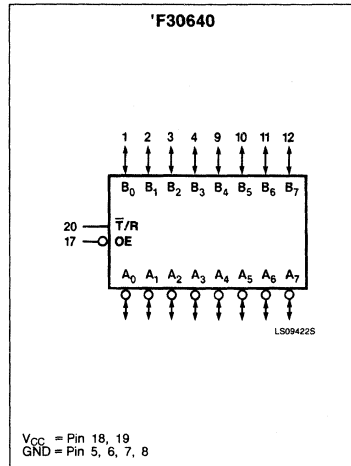 'F30640
1 2 3 4 9 10 11 12
B0 B1 B2 B3 B4 B5 B6 B7
20 T̅/R
17 OE
A0 A1 A2 A3 A4 A5 A6 A7
LS09422S
VCC = Pin 18, 19
GND = Pin 5, 6, 7, 8